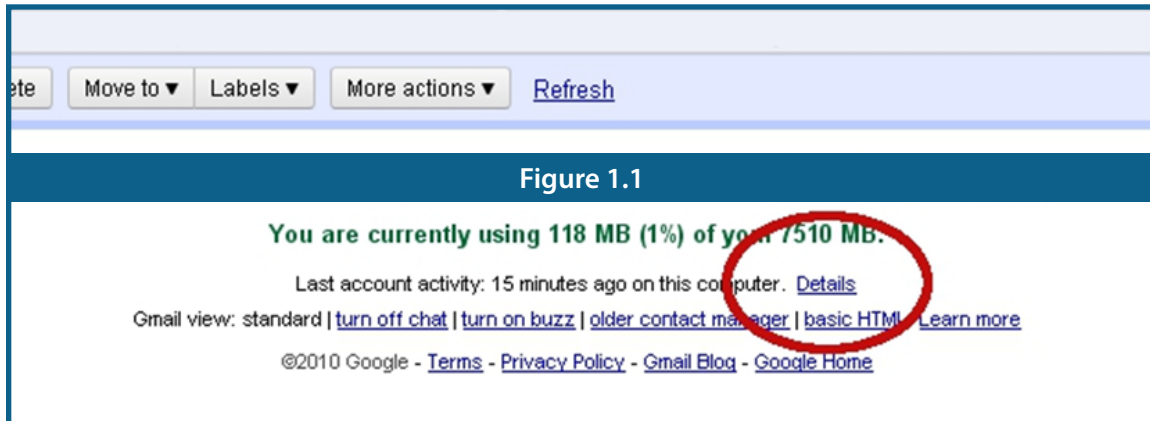 ete Move to ▼ Labels ▼ More actions ▼ Refresh
Figure 1.1
You are currently using 118 MB (1%) of your 7510 MB.
Last account activity: 15 minutes ago on this computer. Details
Gmail view: standard | turn off chat | turn on buzz | older contact manager | basic HTML Learn more
©2010 Google - Terms - Privacy Policy - Gmail Blog - Google Home